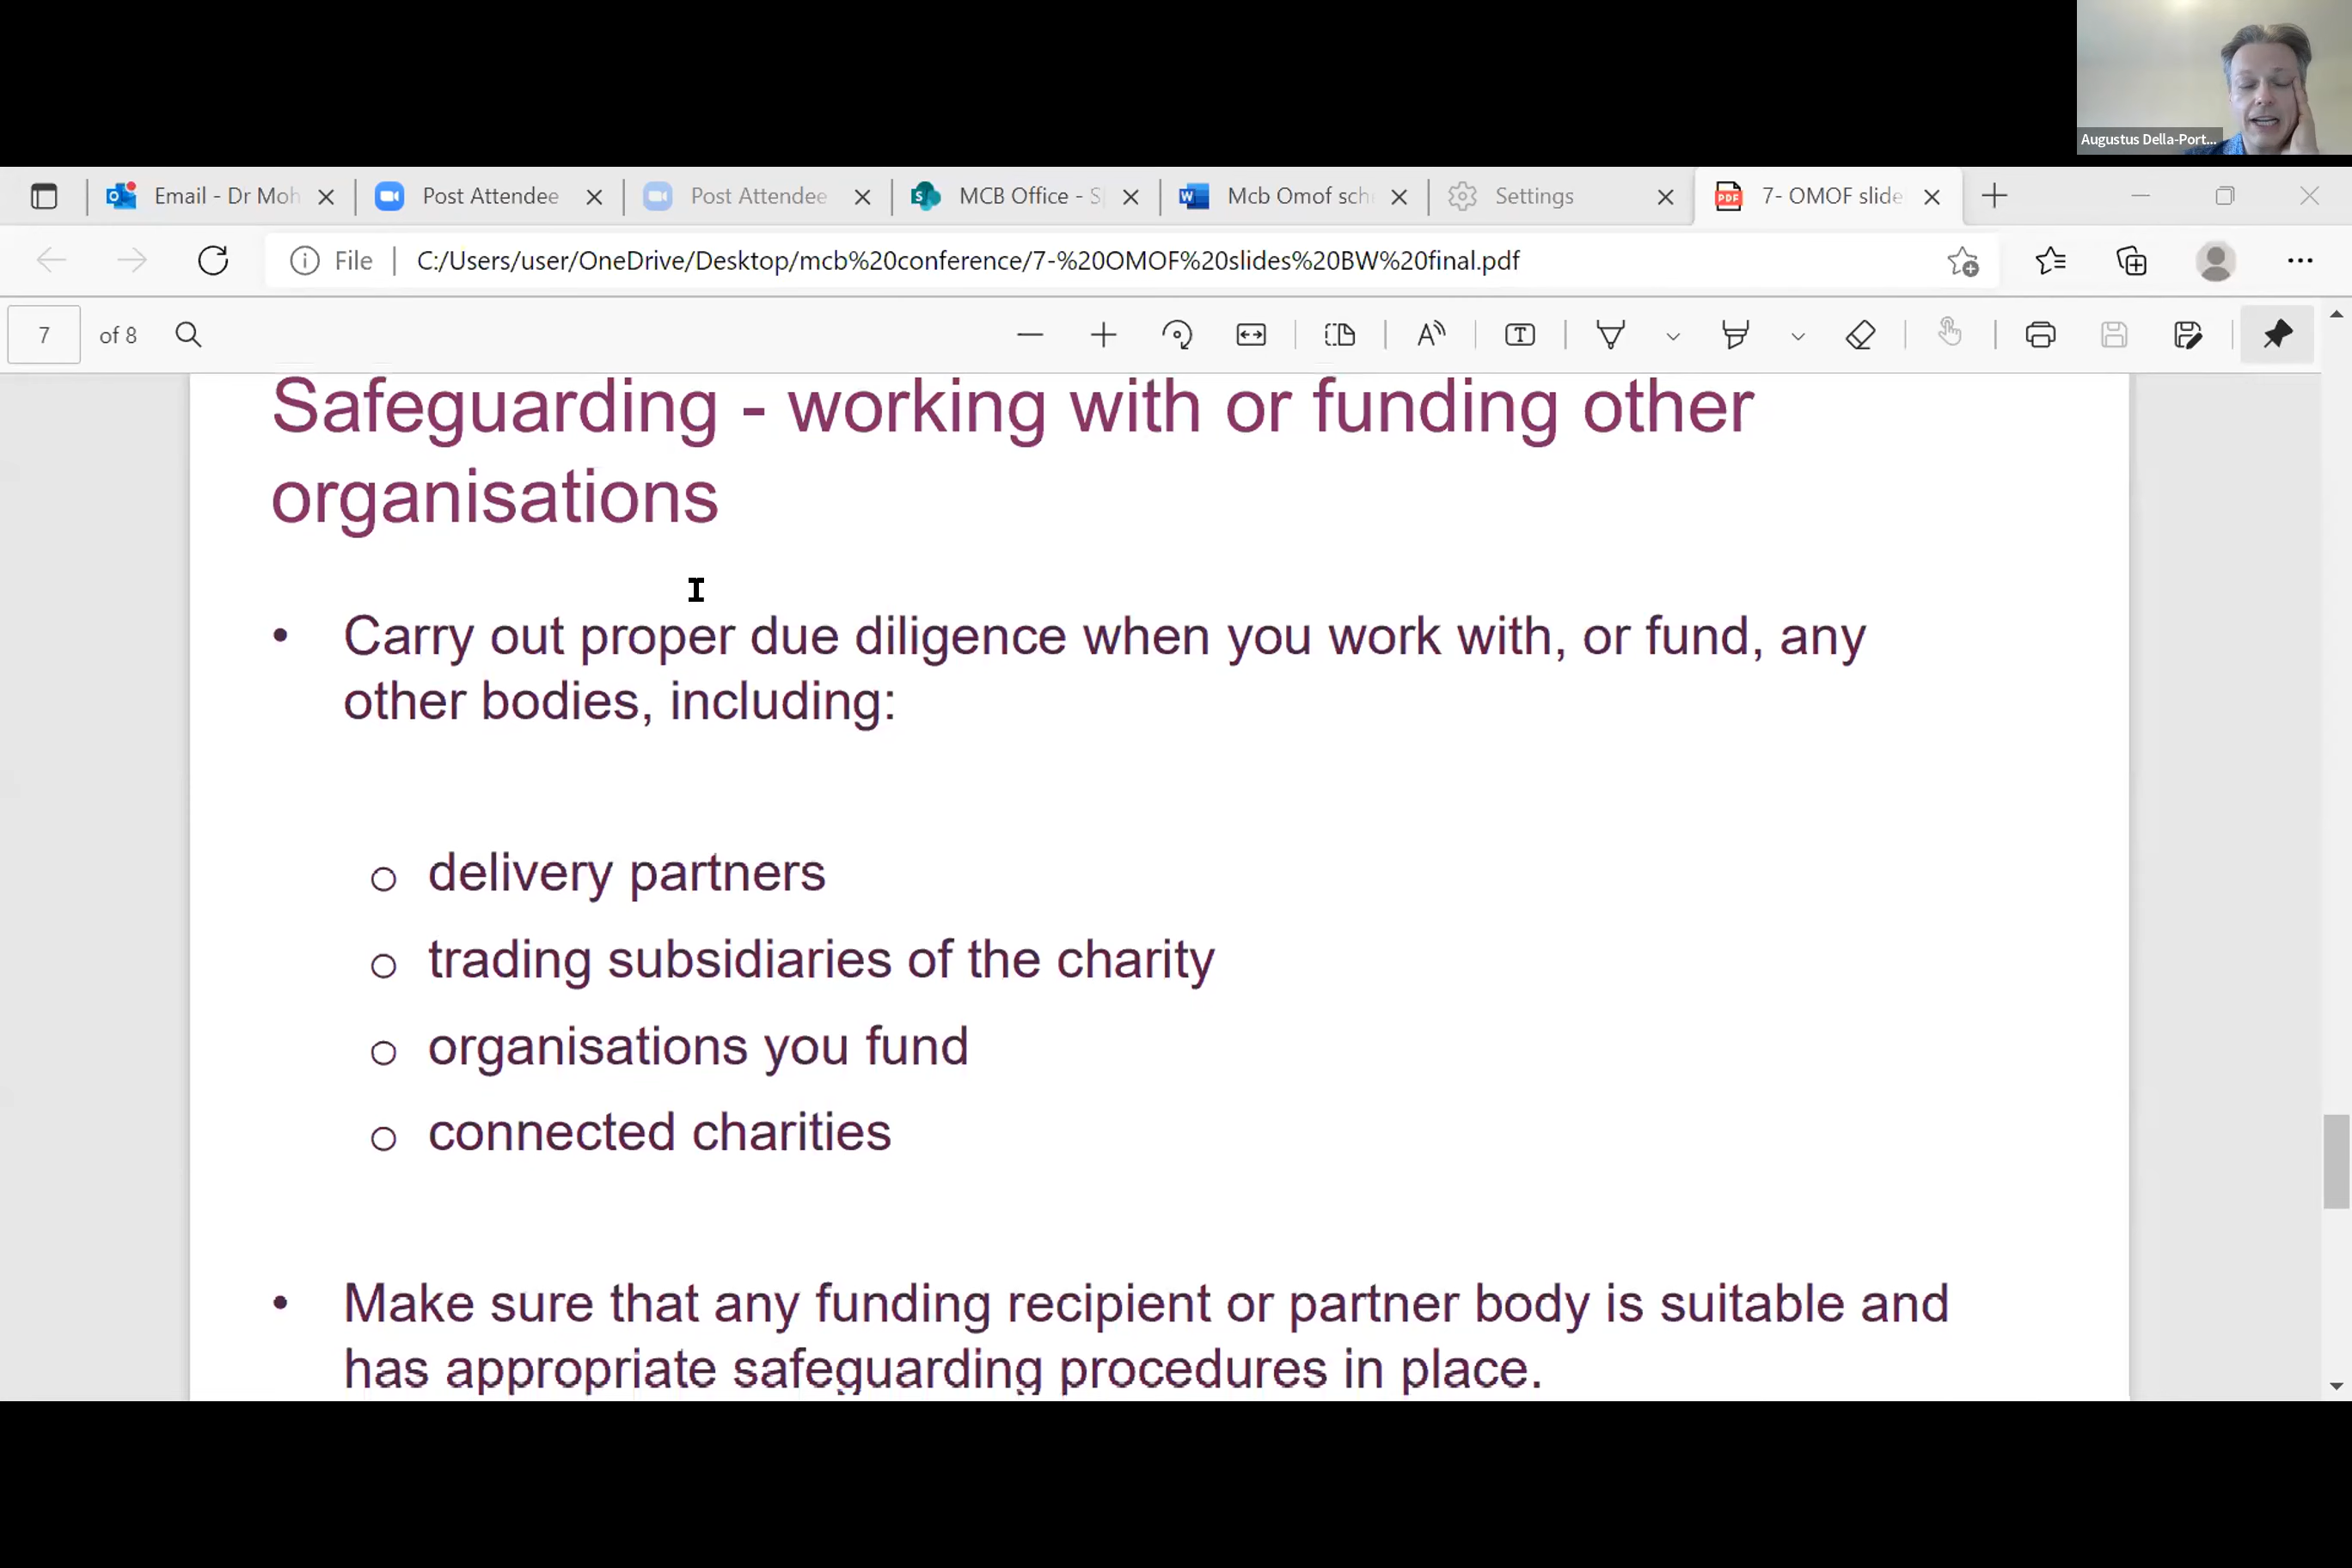 Augustus Della-Port...
Email - Dr Moh
Post Attendee
Post Attendee
MCB Office - S
Mcb Omof sch
Settings
7- OMOF slide
File
C:/Users/user/OneDrive/Desktop/mcb%20conference/7-%20OMOF%20slides%20BW%20final.pdf
7 of 8
Safeguarding - working with or funding other
organisations
• Carry out proper due diligence when you work with, or fund, any
other bodies, including:
o delivery partners
o trading subsidiaries of the charity
o organisations you fund
o connected charities
• Make sure that any funding recipient or partner body is suitable and
has appropriate safeguarding procedures in place.